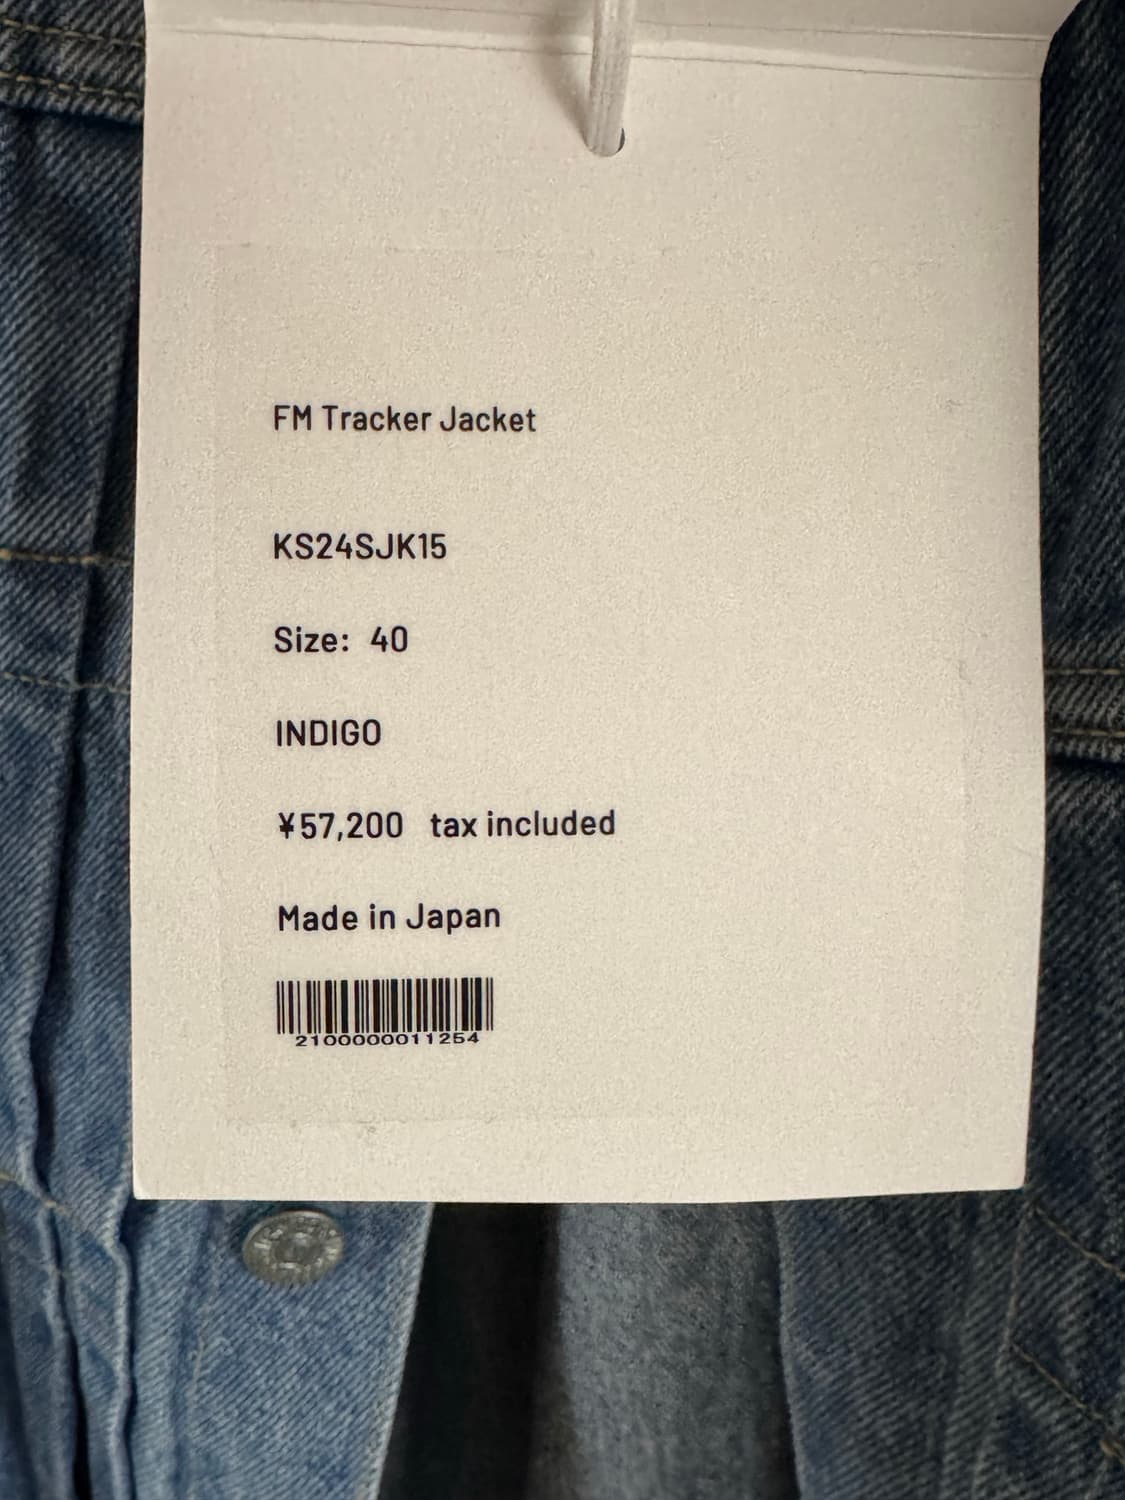 FM Tracker Jacket
KS24SJK15
Size: 40
INDIGO
¥57,200 tax included
Made in Japan
2100000011254